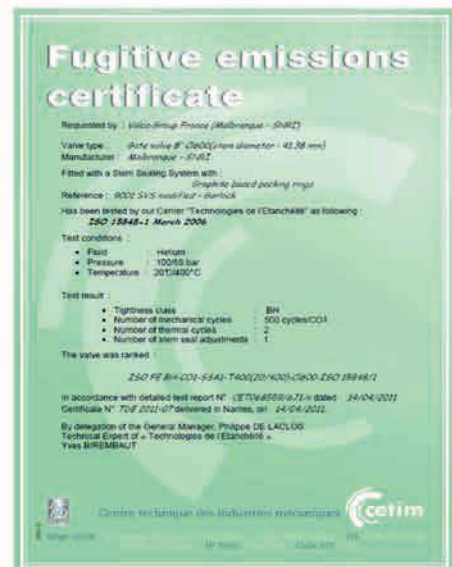 Fugitive emissions
certificate
Requested by : Valco Group France (Malbranque - SNRI)
Valve type : Gate valve 8" Cl600(stem diameter - 41.38 mm)
Manufacturer : Malbranque - SNRI
Fitted with a Stem Sealing System with :
Graphite based packing rings
Reference : 9001 SVS modified - Garlock
Has been tested by our Center "Technologies de l'Etanchéité" as following :
ISO 15848-1 March 2006
Test conditions :
• Fluid : Helium
• Pressure : 100/65 bar
• Temperature : 20°C/400°C
Test result :
• Tightness class : BH
• Number of mechanical cycles : 500 cycles/CO1
• Number of thermal cycles : 2
• Number of stem seal adjustments : 1
The valve was ranked :
ISO FE BH-CO1-SSA1-T400(20/400)-Cl600-ISO 15848/1
In accordance with detailed test report N° dated 14/04/2011
Certificate N° TDE 2011-07 delivered in Nantes, on 14/04/2011
By delegation of the General Manager, Philippe DE LACLOS
Technical Expert of « Technologies de l'Etanchéité »
Yves BIREMBAUT
Centre technique des industries mécaniques
cetim